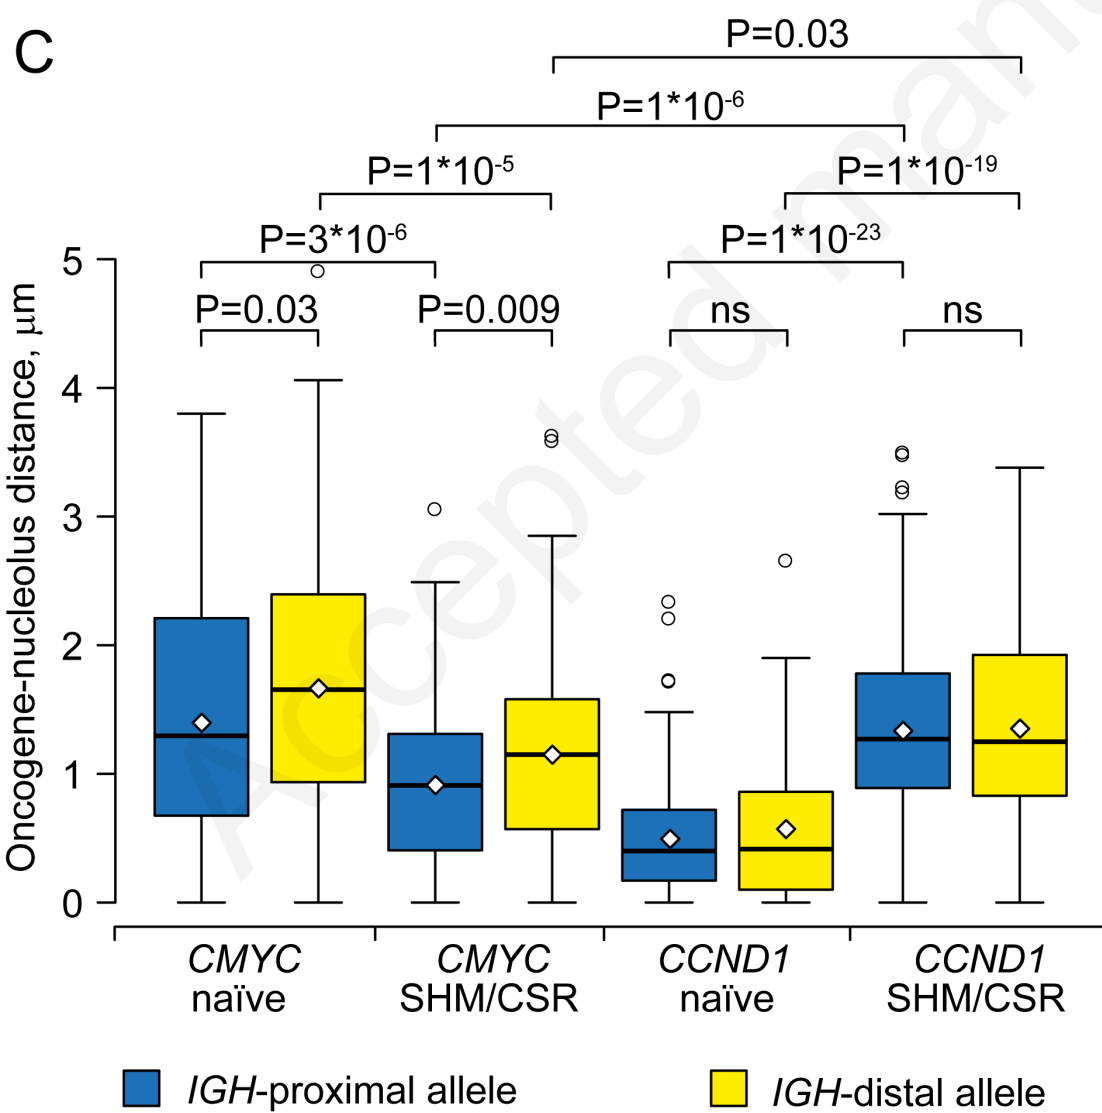 C
P=0.03
P=1*10-6
P=1*10-5
P=1*10-19
P=3*10-6
P=1*10-23
P=0.03
P=0.009
ns
ns
Oncogene-nucleolus distance, μm
5
4
3
2
1
0
CMYC
naïve
CMYC
SHM/CSR
CCND1
naïve
CCND1
SHM/CSR
IGH-proximal allele
IGH-distal allele
Accepted man